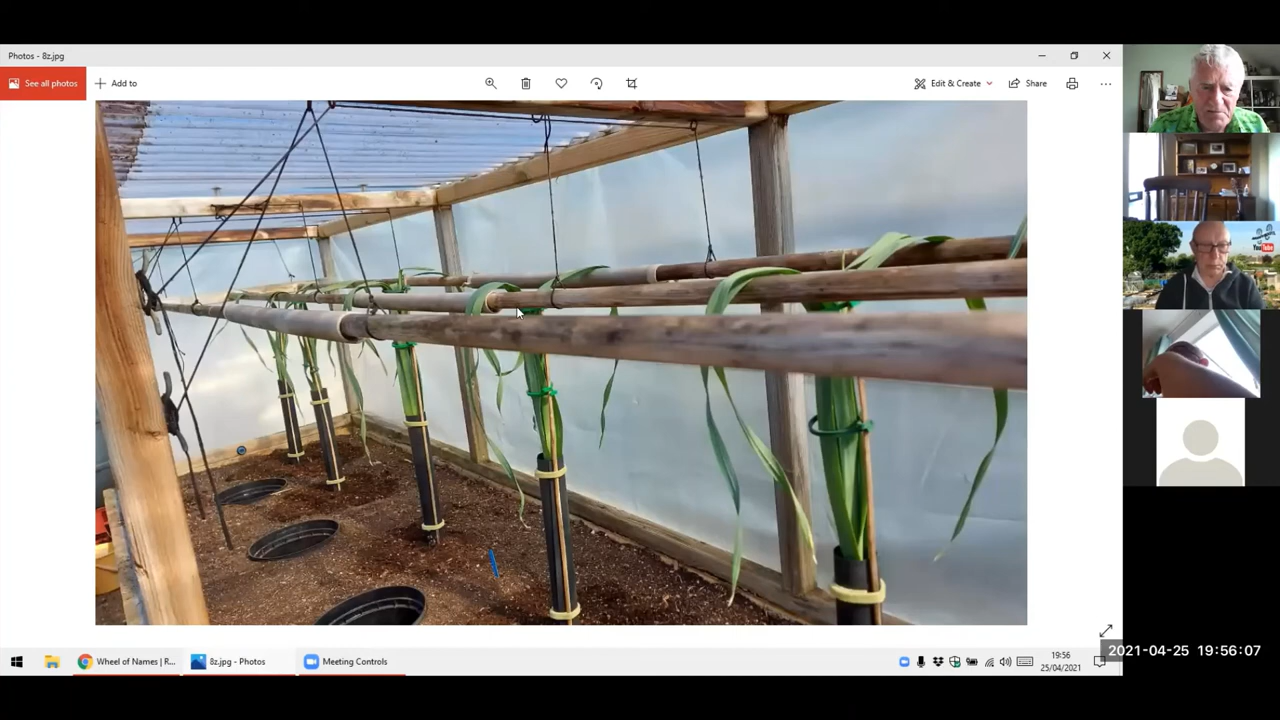 Photos - 8z.jpg
See all photos
Add to
Edit & Create
Share
YouTube
Wheel of Names | R...
8z.jpg - Photos
Meeting Controls
19:56
25/04/2021
2021-04-25 19:56:07